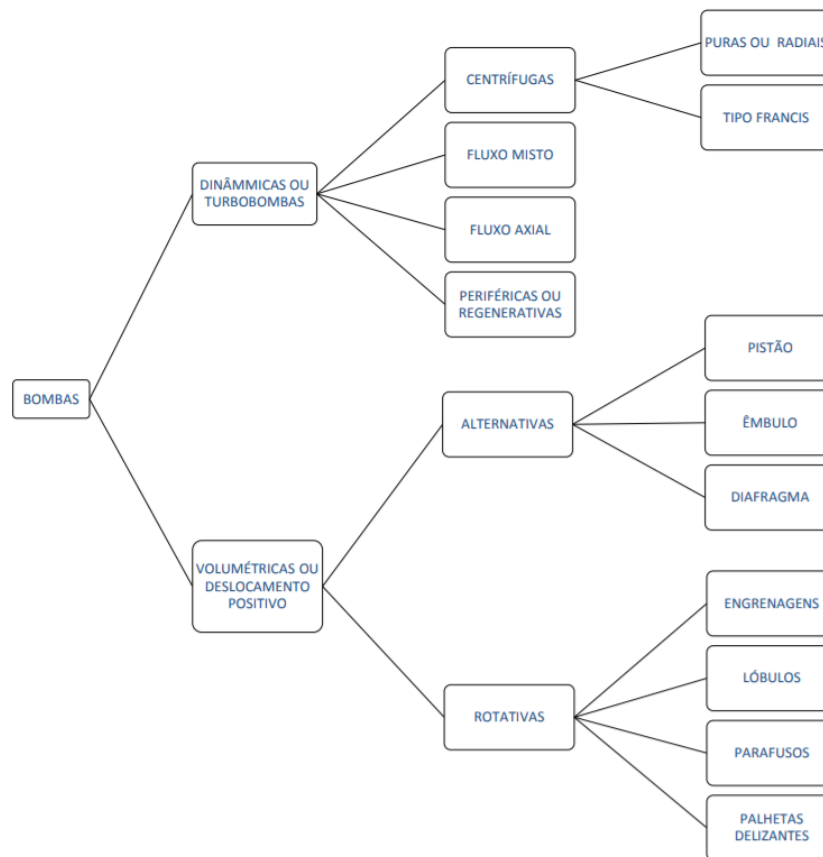 PURAS OU RADIAIS
CENTRÍFUGAS
TIPO FRANCIS
FLUXO MISTO
DINÂMMICAS OU
TURBOBOMBAS
FLUXO AXIAL
PERIFÉRICAS OU
REGENERATIVAS
PISTÃO
BOMBAS
ALTERNATIVAS
ÊMBULO
DIAFRAGMA
VOLUMÉTRICAS OU
DESLOCAMENTO
POSITIVO
ENGRENAGENS
LÓBULOS
ROTATIVAS
PARAFUSOS
PALHETAS
DELIZANTES